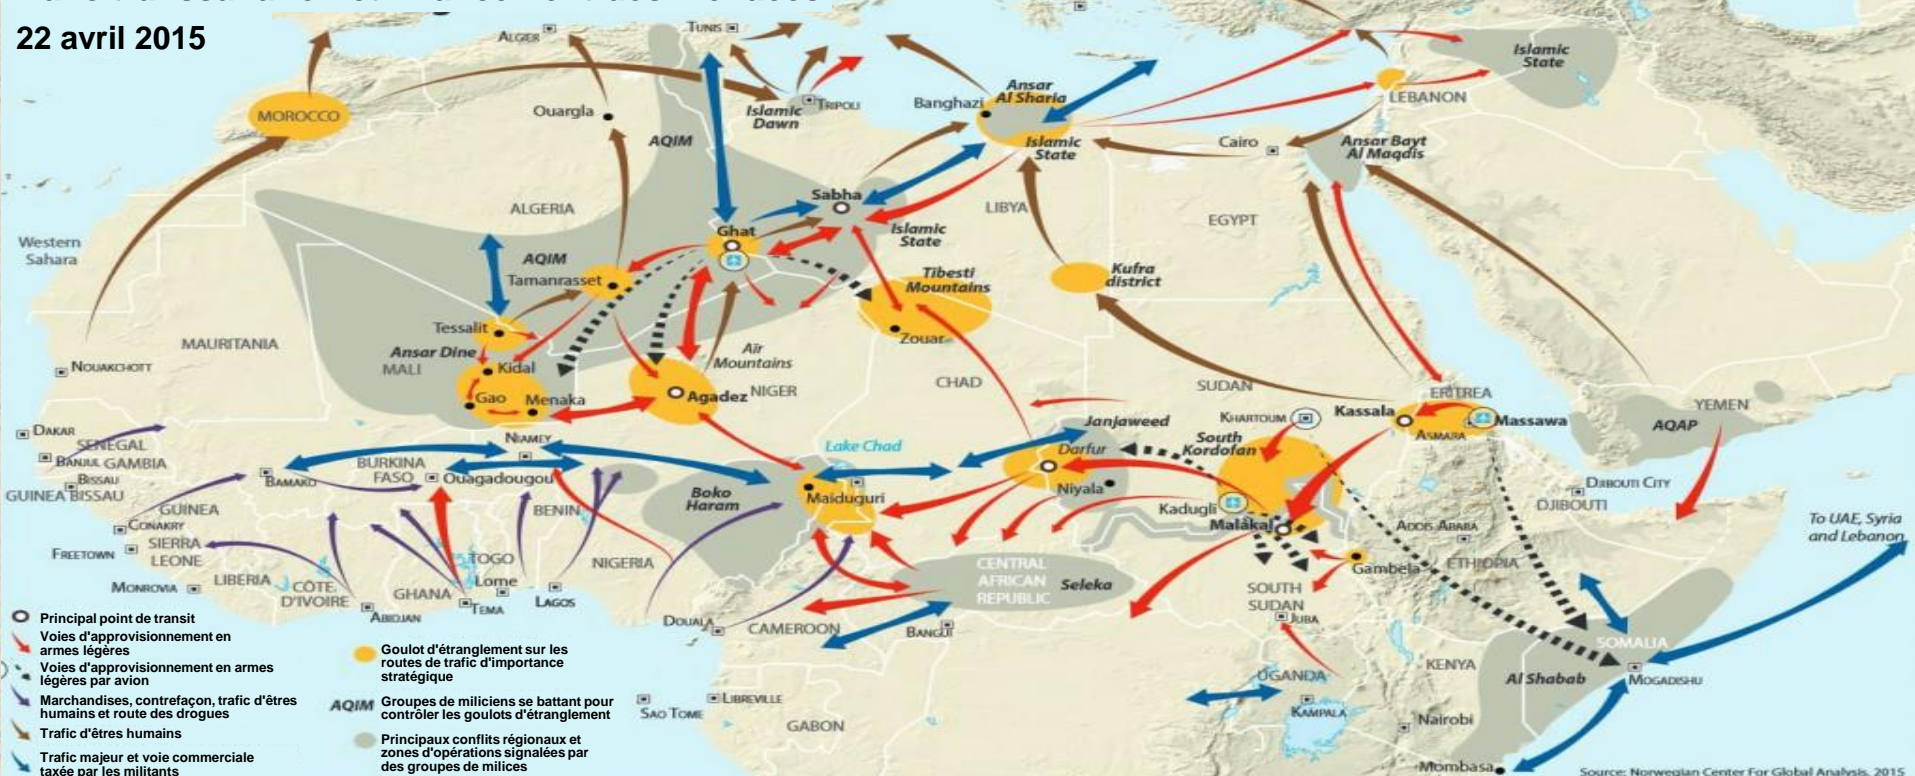 22 avril 2015
ALGIER
TUNIS
Islamic
State
MOROCCO
Ouargla
Islamic
Dawn
TRIPOLI
Banghazi
Ansar
Al Sharia
Islamic
State
LEBANON
Cairo
Ansar Bayt
Al Maqdis
AQIM
Western
Sahara
ALGERIA
Sabha
LIBYA
EGYPT
Ghat
Islamic
State
AQIM
Tamanrasset
Tibesti
Mountains
Kufra
district
Zouar
Tessalit
MAURITANIA
Ansar Dine
MALI
Kidal
Aïr
Mountains
NOUAKCHOTT
Gao
Menaka
Agadez
NIGER
CHAD
SUDAN
ERITREA
KHARTOUM
Kassala
Massawa
ASMARA
YEMEN
AQAP
DAKAR
SENEGAL
BANJUL
GAMBIA
BISSAU
GUINEA BISSAU
BAMAKO
BURKINA
FASO
NIAMEY
Ouagadougou
Lake Chad
Janjaweed
Darfur
South
Kordofan
Niyala
Kadugli
Malakal
DJIBOUTI CITY
DJIBOUTI
GUINEA
BENIN
Boko
Haram
Maiduguri
CONAKRY
FREETOWN
SIERRA
LEONE
ADDIS ABABA
ETHIOPIA
To UAE, Syria
and Lebanon
MONROVIA
LIBERIA
CÔTE
D'IVOIRE
GHANA
TOGO
Lome
TEMA
LAGOS
NIGERIA
ABIDJAN
CENTRAL
AFRICAN
REPUBLIC
Seleka
Gambela
SOUTH
SUDAN
JUBA
DOUALA
CAMEROON
BANGUI
SOMALIA
MOGADISHU
Al Shabab
KENYA
UGANDA
KAMPALA
Nairobi
Mombasa
LIBREVILLE
SAO TOME
GABON
Principal point de transit
Voies d'approvisionnement en
armes légères
Voies d'approvisionnement en armes
légères par avion
Marchandises, contrefaçon, trafic d'êtres
humains et route des drogues
Trafic d'êtres humains
Trafic majeur et voie commerciale
taxée par les militants
Goulot d'étranglement sur les
routes de trafic d'importance
stratégique
AQIM Groupes de miliciens se battant pour
contrôler les goulots d'étranglement
Principaux conflits régionaux et
zones d'opérations signalées par
des groupes de milices
Source: Norwegian Center For Global Analysis, 2015